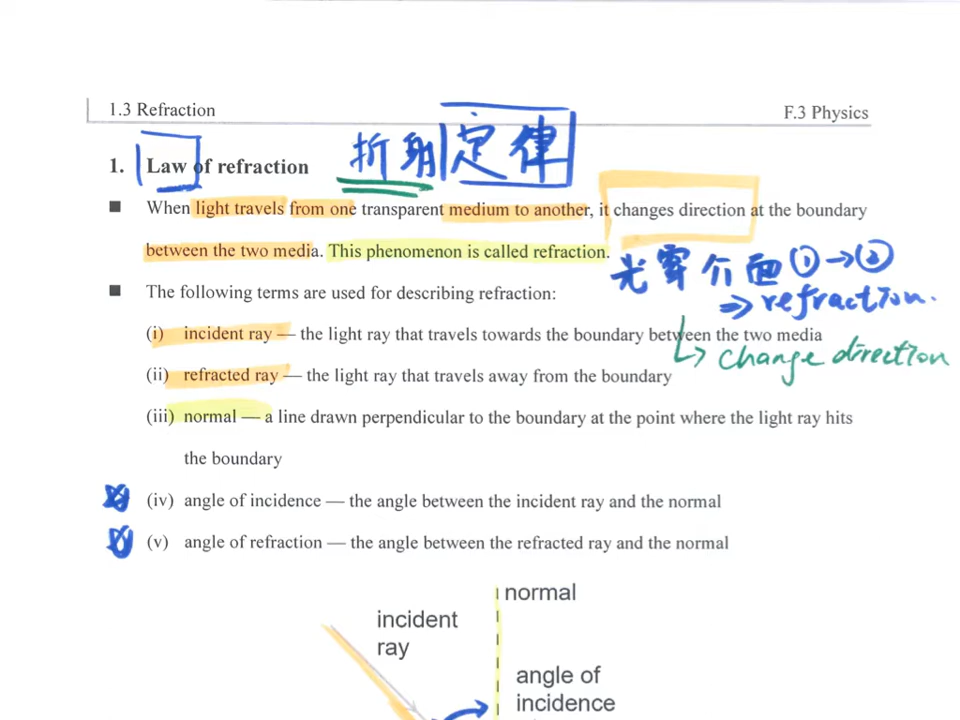 1.3 Refraction F.3 Physics
1. Law of refraction 折射定律
■ When light travels from one transparent medium to another, it changes direction at the boundary
between the two media. This phenomenon is called refraction.
光穿介面①→②
⇒ refraction.
■ The following terms are used for describing refraction:
(i) incident ray — the light ray that travels towards the boundary between the two media
↳ change direction
(ii) refracted ray — the light ray that travels away from the boundary
(iii) normal — a line drawn perpendicular to the boundary at the point where the light ray hits
the boundary
(iv) angle of incidence — the angle between the incident ray and the normal
(v) angle of refraction — the angle between the refracted ray and the normal
normal
incident
ray
angle of
incidence